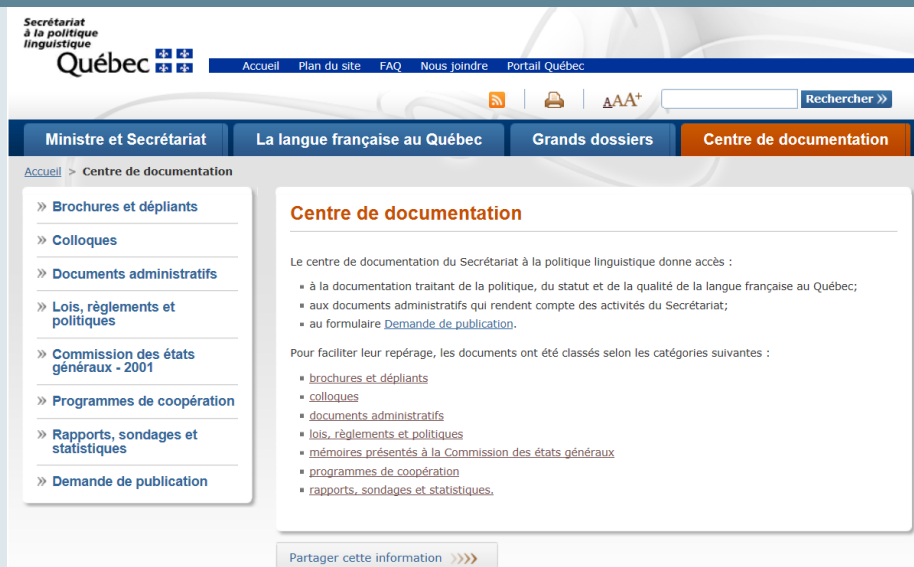 Secrétariat
à la politique
linguistique
Québec
Accueil Plan du site FAQ Nous joindre Portail Québec
AAA+
Rechercher »
Ministre et Secrétariat La langue française au Québec Grands dossiers Centre de documentation
Accueil > Centre de documentation
» Brochures et dépliants
» Colloques
» Documents administratifs
» Lois, règlements et
politiques
» Commission des états
généraux - 2001
» Programmes de coopération
» Rapports, sondages et
statistiques
» Demande de publication
Centre de documentation
Le centre de documentation du Secrétariat à la politique linguistique donne accès :
▪ à la documentation traitant de la politique, du statut et de la qualité de la langue française au Québec;
▪ aux documents administratifs qui rendent compte des activités du Secrétariat;
▪ au formulaire Demande de publication.
Pour faciliter leur repérage, les documents ont été classés selon les catégories suivantes :
▪ brochures et dépliants
▪ colloques
▪ documents administratifs
▪ lois, règlements et politiques
▪ mémoires présentés à la Commission des états généraux
▪ programmes de coopération
▪ rapports, sondages et statistiques.
Partager cette information »»